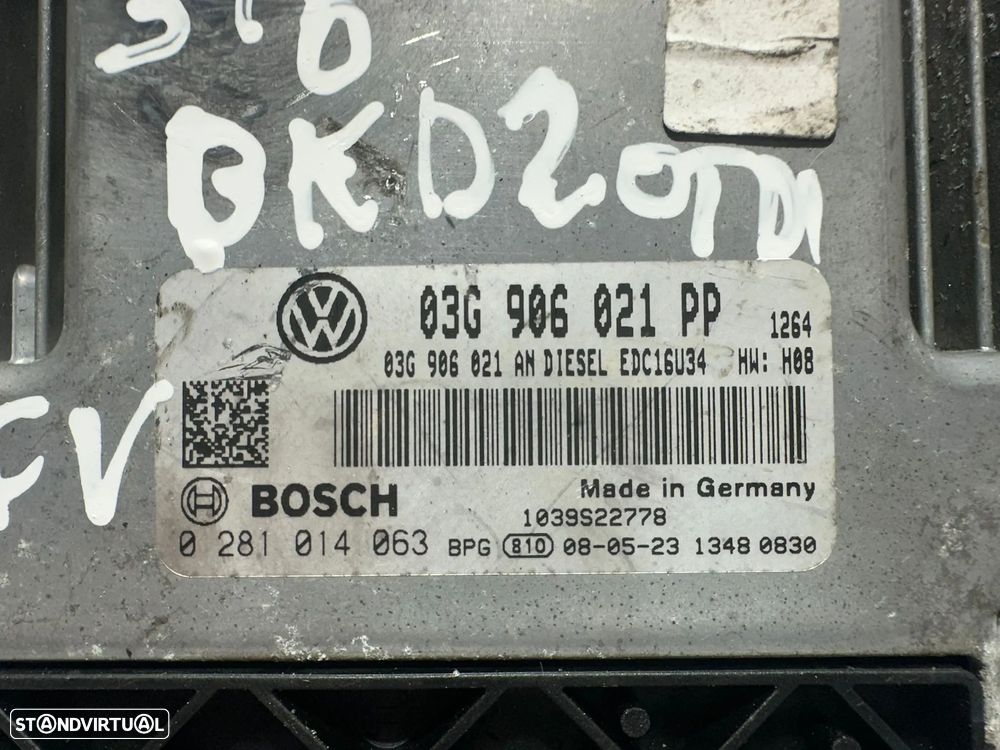 BKD 2.0TDI
03G 906 021 PP 1264
03G 906 021 AN DIESEL EDC16U34 HW: H08
CV
BOSCH Made in Germany
1039S22778
0 281 014 063 BPG 810 08-05-23 1348 0830
STANDVIRTUAL